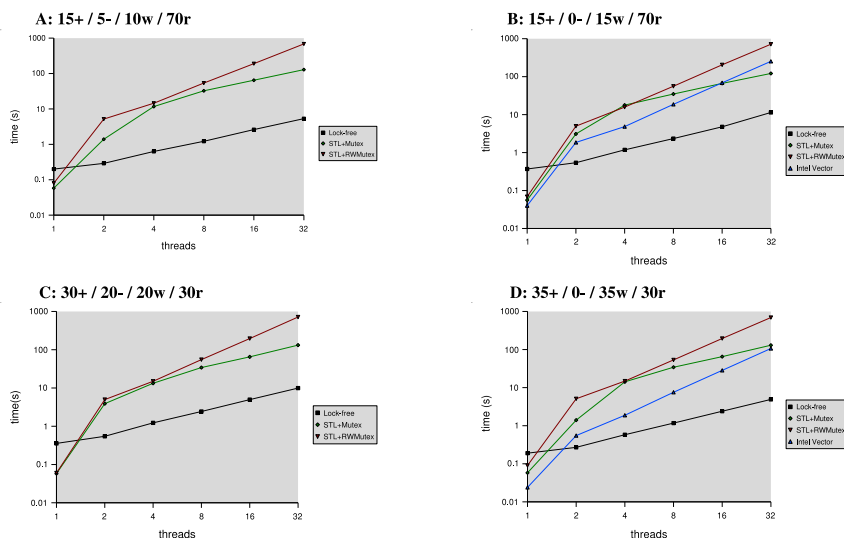 A: 15+ / 5- / 10w / 70r
1000
100
10
1
0.1
0.01
time (s)
1 2 4 8 16 32
threads
Lock-free
STL+Mutex
STL+RWMutex
B: 15+ / 0- / 15w / 70r
1000
100
10
1
0.1
0.01
time (s)
1 2 4 8 16 32
threads
Lock-free
STL+Mutex
STL+RWMutex
Intel Vector
C: 30+ / 20- / 20w / 30r
1000
100
10
1
0.1
0.01
time(s)
1 2 4 8 16 32
threads
Lock-free
STL+Mutex
STL+RWMutex
D: 35+ / 0- / 35w / 30r
1000
100
10
1
0.1
0.01
time (s)
1 2 4 8 16 32
threads
Lock-free
STL+Mutex
STL+RWMutex
Intel Vector